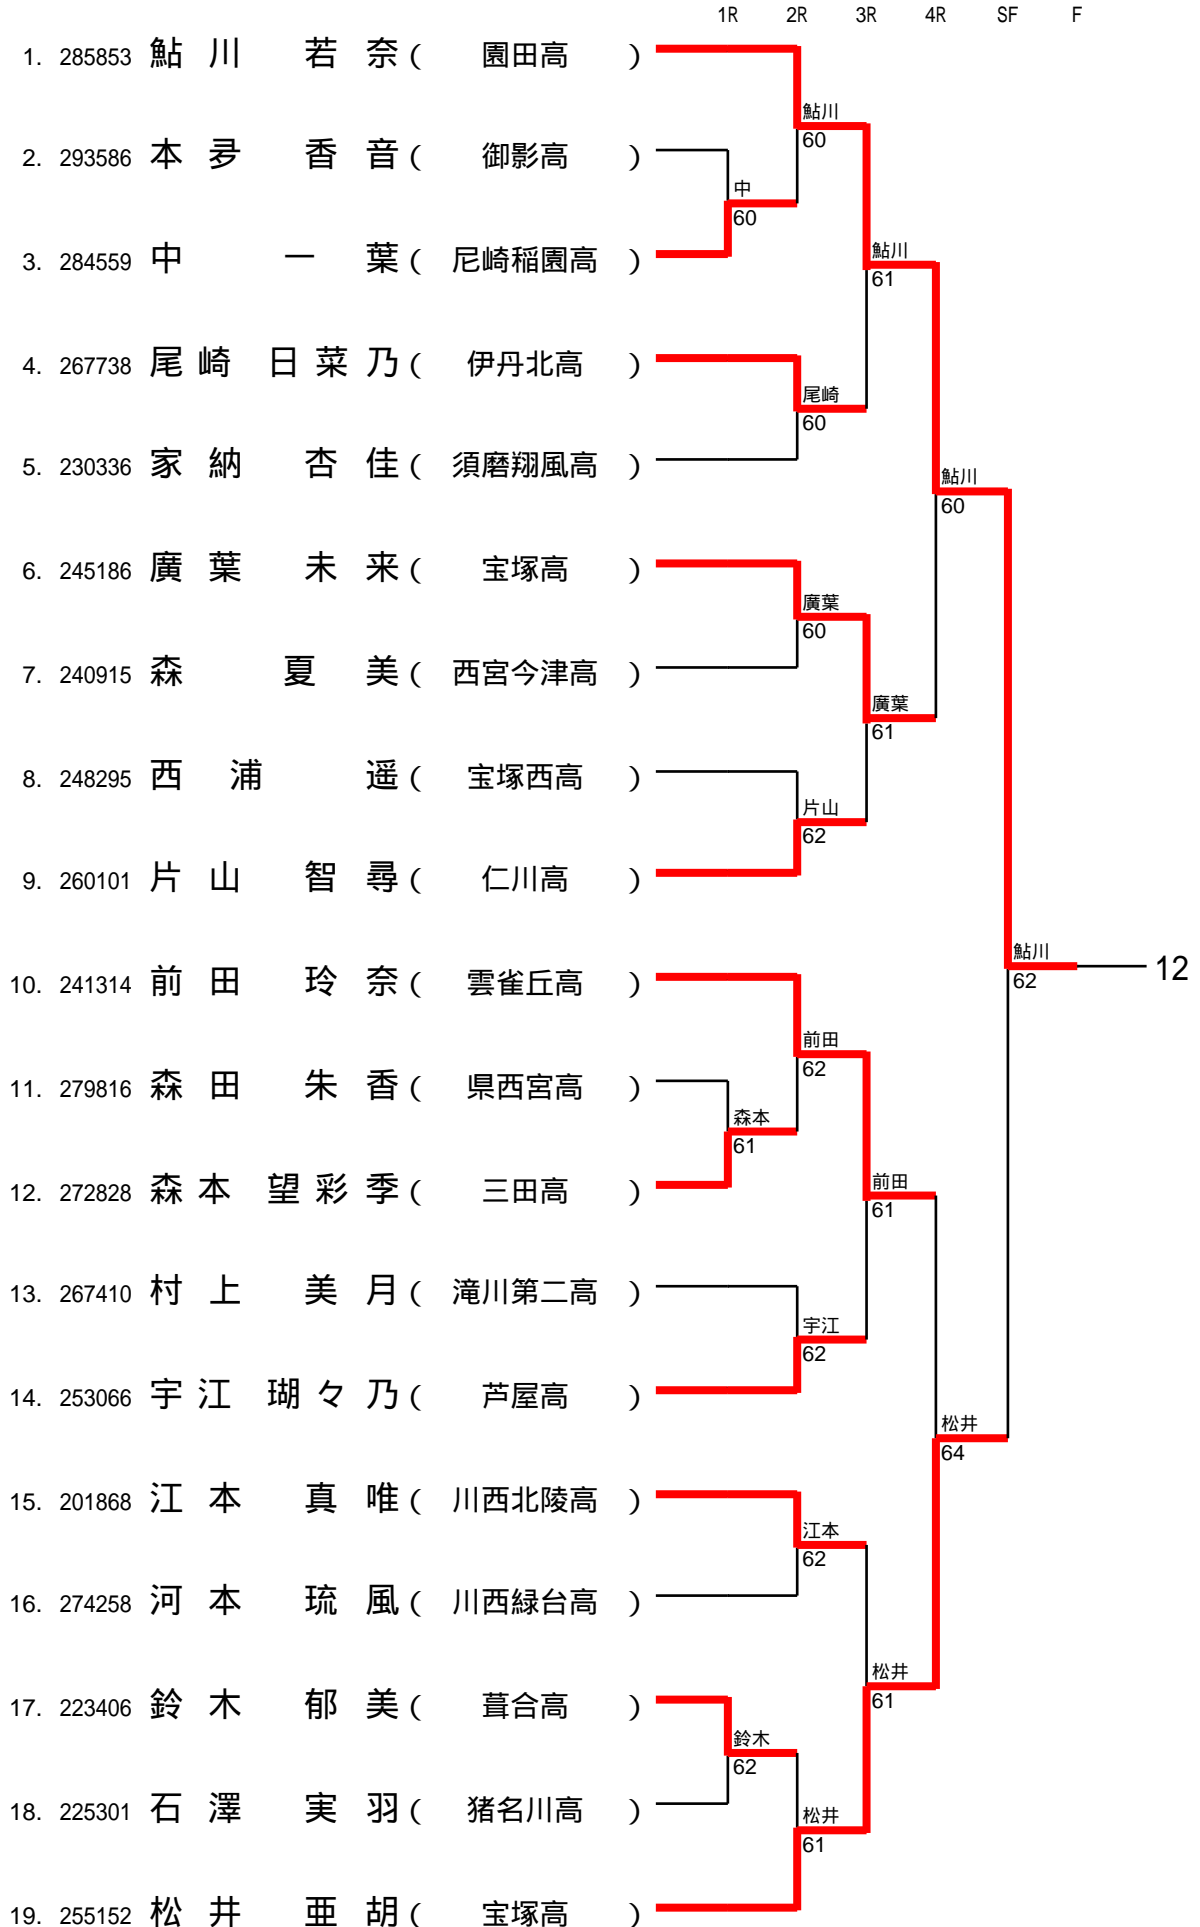 1R 2R 3R 4R SF F
1. 285853 鮎川 若奈 ( 園田高 )
鮎川
60
2. 293586 本夛 香音 ( 御影高 )
中
60
3. 284559 中 一葉 ( 尼崎稲園高 )
鮎川
61
4. 267738 尾崎 日菜乃 ( 伊丹北高 )
尾崎
60
5. 230336 家納 杏佳 ( 須磨翔風高 )
鮎川
60
6. 245186 廣葉 未来 ( 宝塚高 )
廣葉
60
7. 240915 森 夏美 ( 西宮今津高 )
廣葉
61
8. 248295 西浦 遥 ( 宝塚西高 )
片山
62
9. 260101 片山 智尋 ( 仁川高 )
鮎川
62
12
10. 241314 前田 玲奈 ( 雲雀丘高 )
前田
62
11. 279816 森田 朱香 ( 県西宮高 )
森本
61
12. 272828 森本 望彩季 ( 三田高 )
前田
61
13. 267410 村上 美月 ( 滝川第二高 )
宇江
62
14. 253066 宇江 瑚々乃 ( 芦屋高 )
松井
64
15. 201868 江本 真唯 ( 川西北陵高 )
江本
62
16. 274258 河本 琉風 ( 川西緑台高 )
松井
61
17. 223406 鈴木 郁美 ( 葺合高 )
鈴木
62
18. 225301 石澤 実羽 ( 猪名川高 )
松井
61
19. 255152 松井 亜胡 ( 宝塚高 )